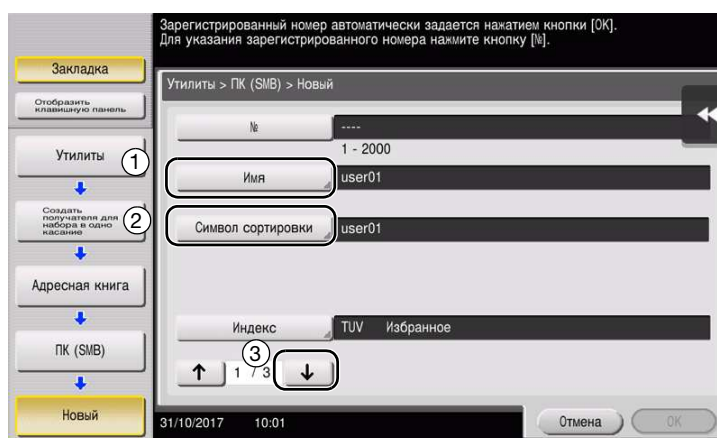 Зарегистрированный номер автоматически задается нажатием кнопки [OK].
Для указания зарегистрированного номера нажмите кнопку [№].
Закладка
Отобразить
клавишную панель
Утилиты
1
Создать
получателя для
набора в одно
касание
2
Адресная книга
ПК (SMB)
Новый
Утилиты > ПК (SMB) > Новый
№
----
1 - 2000
Имя
user01
Символ сортировки
user01
Индекс
TUV Избранное
3
↑ 1 / 3 ↓
31/10/2017 10:01
Отмена
OK